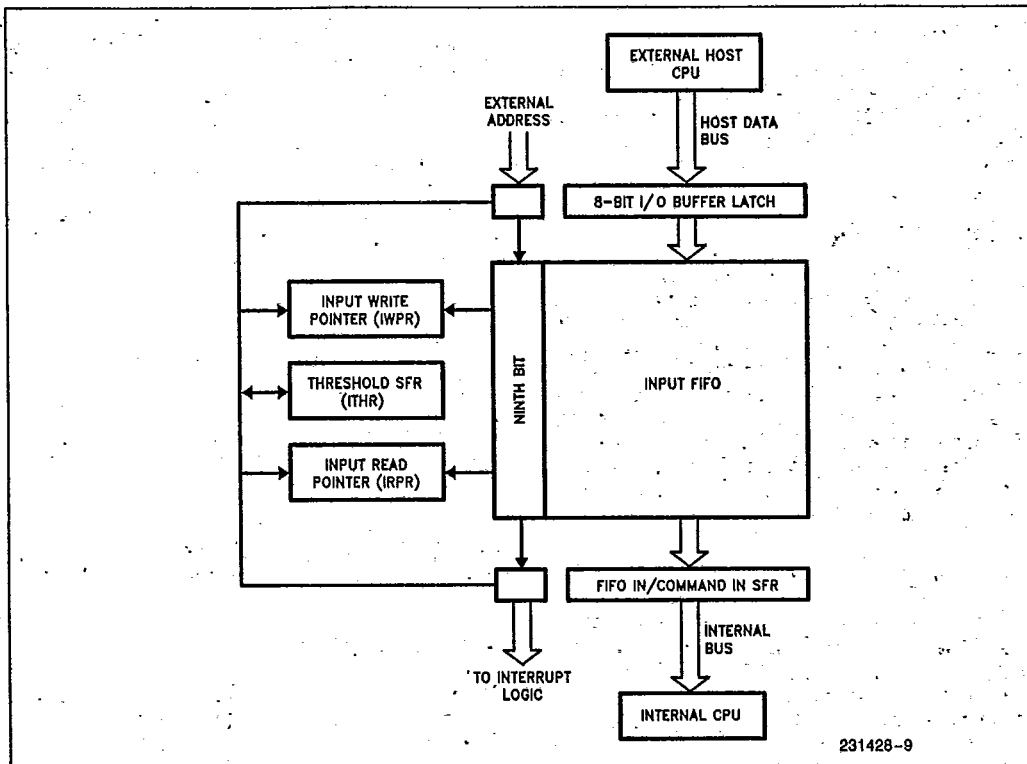 EXTERNAL HOST
CPU
EXTERNAL
ADDRESS
HOST DATA
BUS
8-BIT I/O BUFFER LATCH
INPUT WRITE
POINTER (IWPR)
THRESHOLD SFR
(ITHR)
INPUT READ
POINTER (IRPR)
NINTH BIT
INPUT FIFO
FIFO IN/COMMAND IN SFR
INTERNAL
BUS
TO INTERRUPT
LOGIC
INTERNAL CPU
231428-9